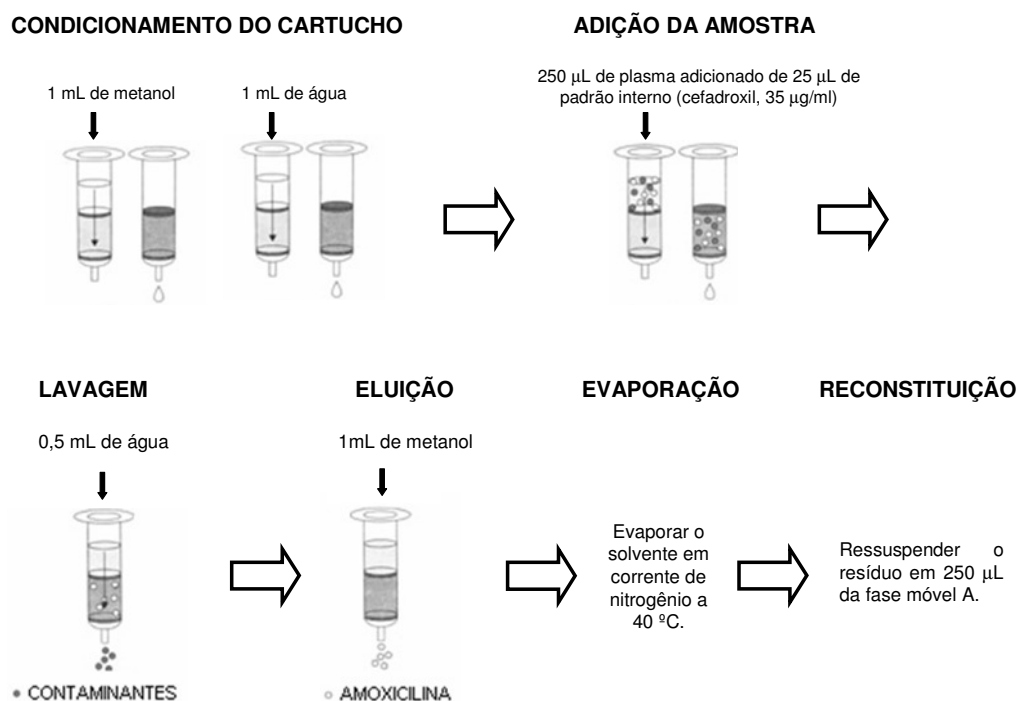 CONDICIONAMENTO DO CARTUCHO
1 mL de metanol
1 mL de água
ADIÇÃO DA AMOSTRA
250 µL de plasma adicionado de 25 µL de
padrão interno (cefadroxil, 35 µg/ml)
LAVAGEM
0,5 mL de água
• CONTAMINANTES
ELUIÇÃO
1mL de metanol
○ AMOXICILINA
EVAPORAÇÃO
Evaporar o
solvente em
corrente de
nitrogênio a
40 ºC.
RECONSTITUIÇÃO
Ressuspender o
resíduo em 250 µL
da fase móvel A.